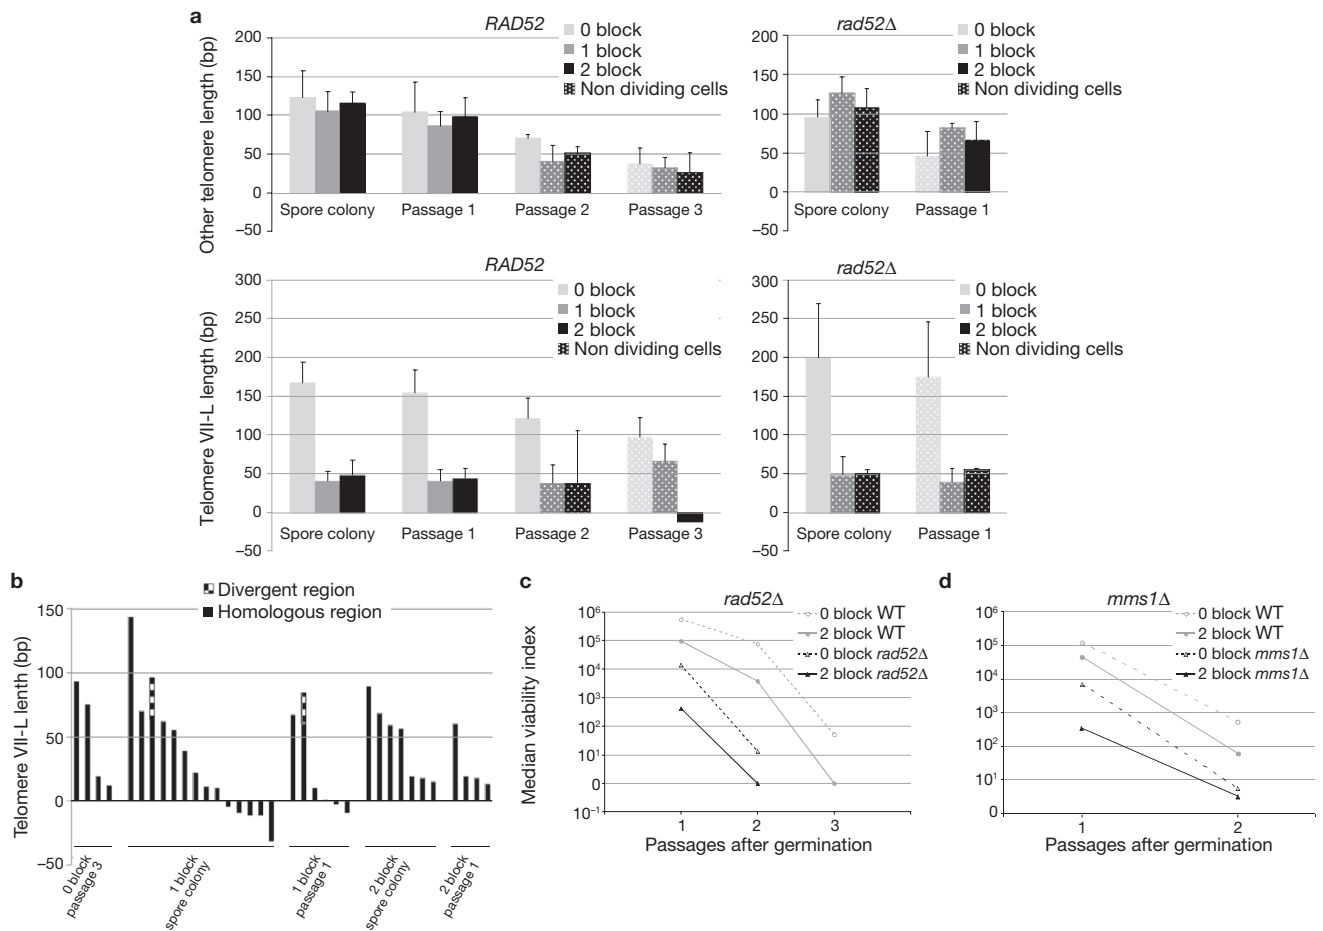 a
RAD52
0 block
1 block
2 block
Non dividing cells
Other telomere length (bp)
200
150
100
50
0
–50
Spore colony
Passage 1
Passage 2
Passage 3
rad52Δ
0 block
1 block
2 block
Non dividing cells
200
150
100
50
0
–50
Spore colony
Passage 1
RAD52
0 block
1 block
2 block
Non dividing cells
Telomere VII-L length (bp)
300
250
200
150
100
50
0
–50
Spore colony
Passage 1
Passage 2
Passage 3
rad52Δ
0 block
1 block
2 block
Non dividing cells
300
250
200
150
100
50
0
–50
Spore colony
Passage 1
b
Divergent region
Homologous region
Telomere VII-L lenth (bp)
150
100
50
0
–50
0 block
passage 3
1 block
spore colony
1 block
passage 1
2 block
spore colony
2 block
passage 1
c
rad52Δ
0 block WT
2 block WT
0 block rad52Δ
2 block rad52Δ
Median viability index
10⁶
10⁵
10⁴
10³
10²
10¹
0
10⁻¹
1
2
3
Passages after germination
d
mms1Δ
0 block WT
2 block WT
0 block mms1Δ
2 block mms1Δ
10⁶
10⁵
10⁴
10³
10²
10¹
0
1
2
Passages after germination